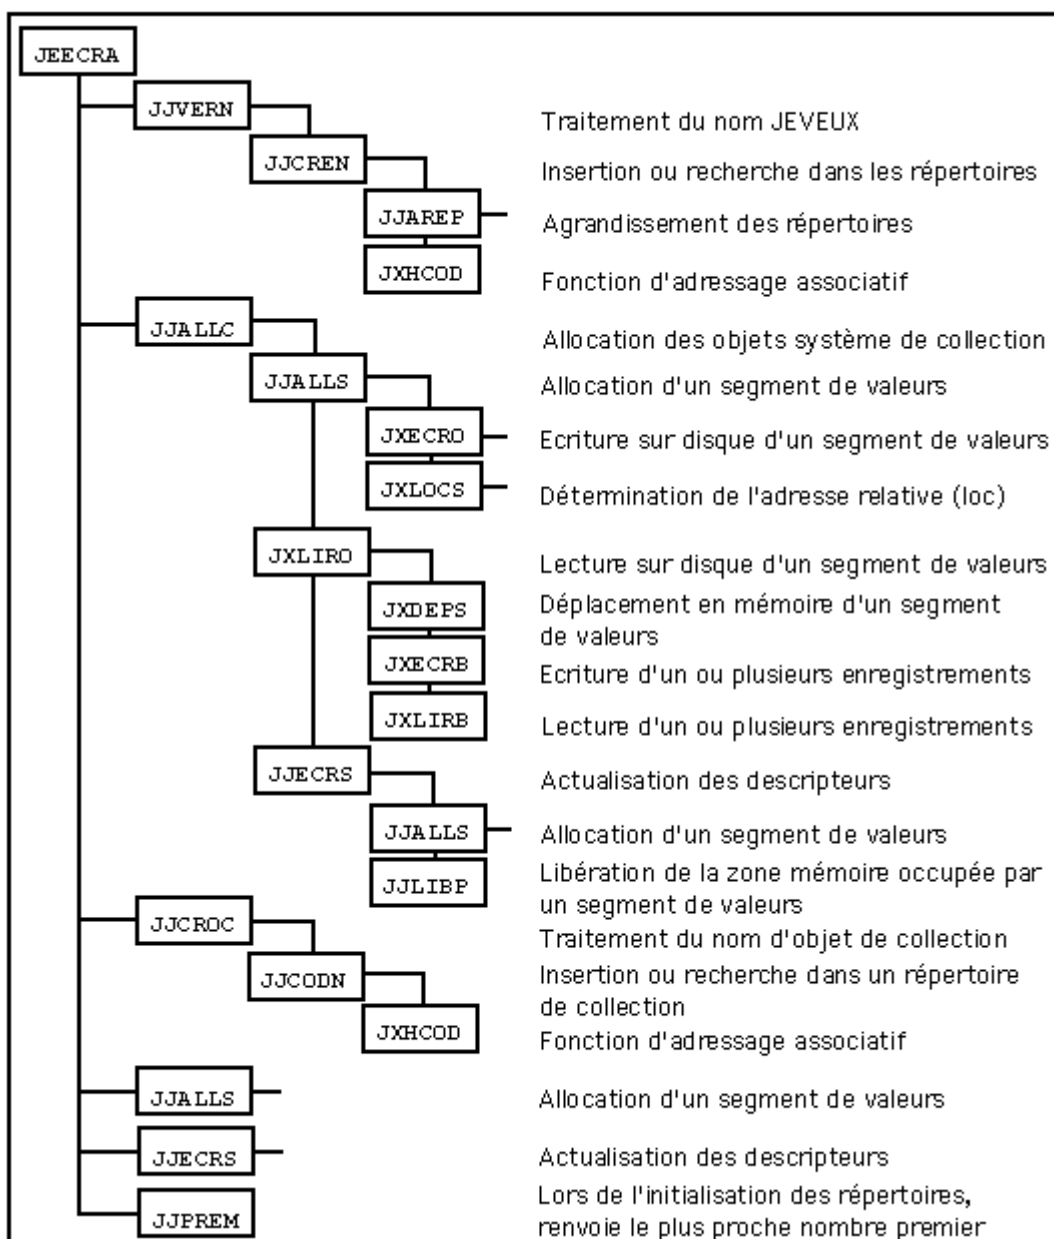 JEECRA
JJVERN
Traitement du nom JEVEUX
JJCREN
Insertion ou recherche dans les répertoires
JJAREP
Agrandissement des répertoires
JXHCOD
Fonction d'adressage associatif
JJALLC
Allocation des objets système de collection
JJALLS
Allocation d'un segment de valeurs
JXECRO
Ecriture sur disque d'un segment de valeurs
JXLOCS
Détermination de l'adresse relative (loc)
JXLIRO
Lecture sur disque d'un segment de valeurs
JXDEPS
Déplacement en mémoire d'un segment
de valeurs
JXECRB
Ecriture d'un ou plusieurs enregistrements
JXLIRB
Lecture d'un ou plusieurs enregistrements
JJECRS
Actualisation des descripteurs
JJALLS
Allocation d'un segment de valeurs
JJLIBP
Libération de la zone mémoire occupée par
un segment de valeurs
JJCROC
Traitement du nom d'objet de collection
JJCODN
Insertion ou recherche dans un répertoire
de collection
JXHCOD
Fonction d'adressage associatif
JJALLS
Allocation d'un segment de valeurs
JJECRS
Actualisation des descripteurs
JJPREM
Lors de l'initialisation des répertoires,
renvoie le plus proche nombre premier